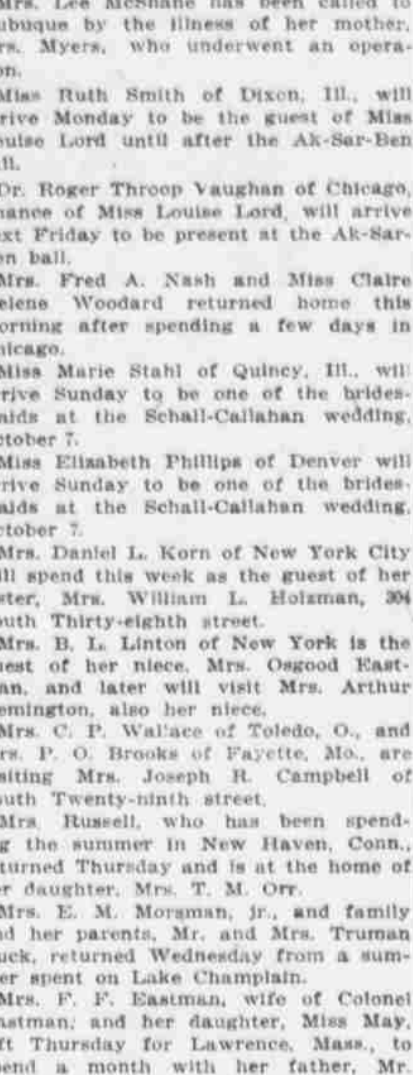 Mrs. Lee McShane has been called to
ubuque by the illness of her mother,
rs. Myers, who underwent an opera-
on.
Miss Ruth Smith of Dixon, Ill., will
rive Monday to be the guest of Miss
ouise Lord until after the Ak-Sar-Ben
ll.
Dr. Roger Throop Vaughan of Chicago,
nance of Miss Louise Lord, will arrive
ext Friday to be present at the Ak-Sar-
en ball.
Mrs. Fred A. Nash and Miss Claire
elene Woodard returned home this
orning after spending a few days in
hicago.
Miss Marie Stahl of Quincy, Ill., will
rrive Sunday to be one of the brides-
aids at the Schall-Callahan wedding,
ctober 7.
Miss Elizabeth Phillips of Denver will
rrive Sunday to be one of the brides-
aids at the Schall-Callahan wedding,
ctober 7.
Mrs. Daniel L. Korn of New York City
ill spend this week as the guest of her
ster, Mrs. William L. Holzman, 304
outh Thirty-eighth street.
Mrs. B. L. Linton of New York is the
uest of her niece, Mrs. Osgood East-
an, and later will visit Mrs. Arthur
emington, also her niece.
Mrs. C. P. Wallace of Toledo, O., and
rs. P. O. Brooks of Fayette, Mo., are
siting Mrs. Joseph R. Campbell of
outh Twenty-ninth street.
Mrs. Russell, who has been spend-
g the summer in New Haven, Conn.,
turned Thursday and is at the home of
er daughter, Mrs. T. M. Orr.
Mrs. E. M. Morsman, jr., and family
nd her parents, Mr. and Mrs. Truman
uck, returned Wednesday from a sum-
er spent on Lake Champlain.
Mrs. F. F. Eastman, wife of Colonel
astman, and her daughter, Miss May,
ft Thursday for Lawrence, Mass., to
pend a month with her father, Mr.